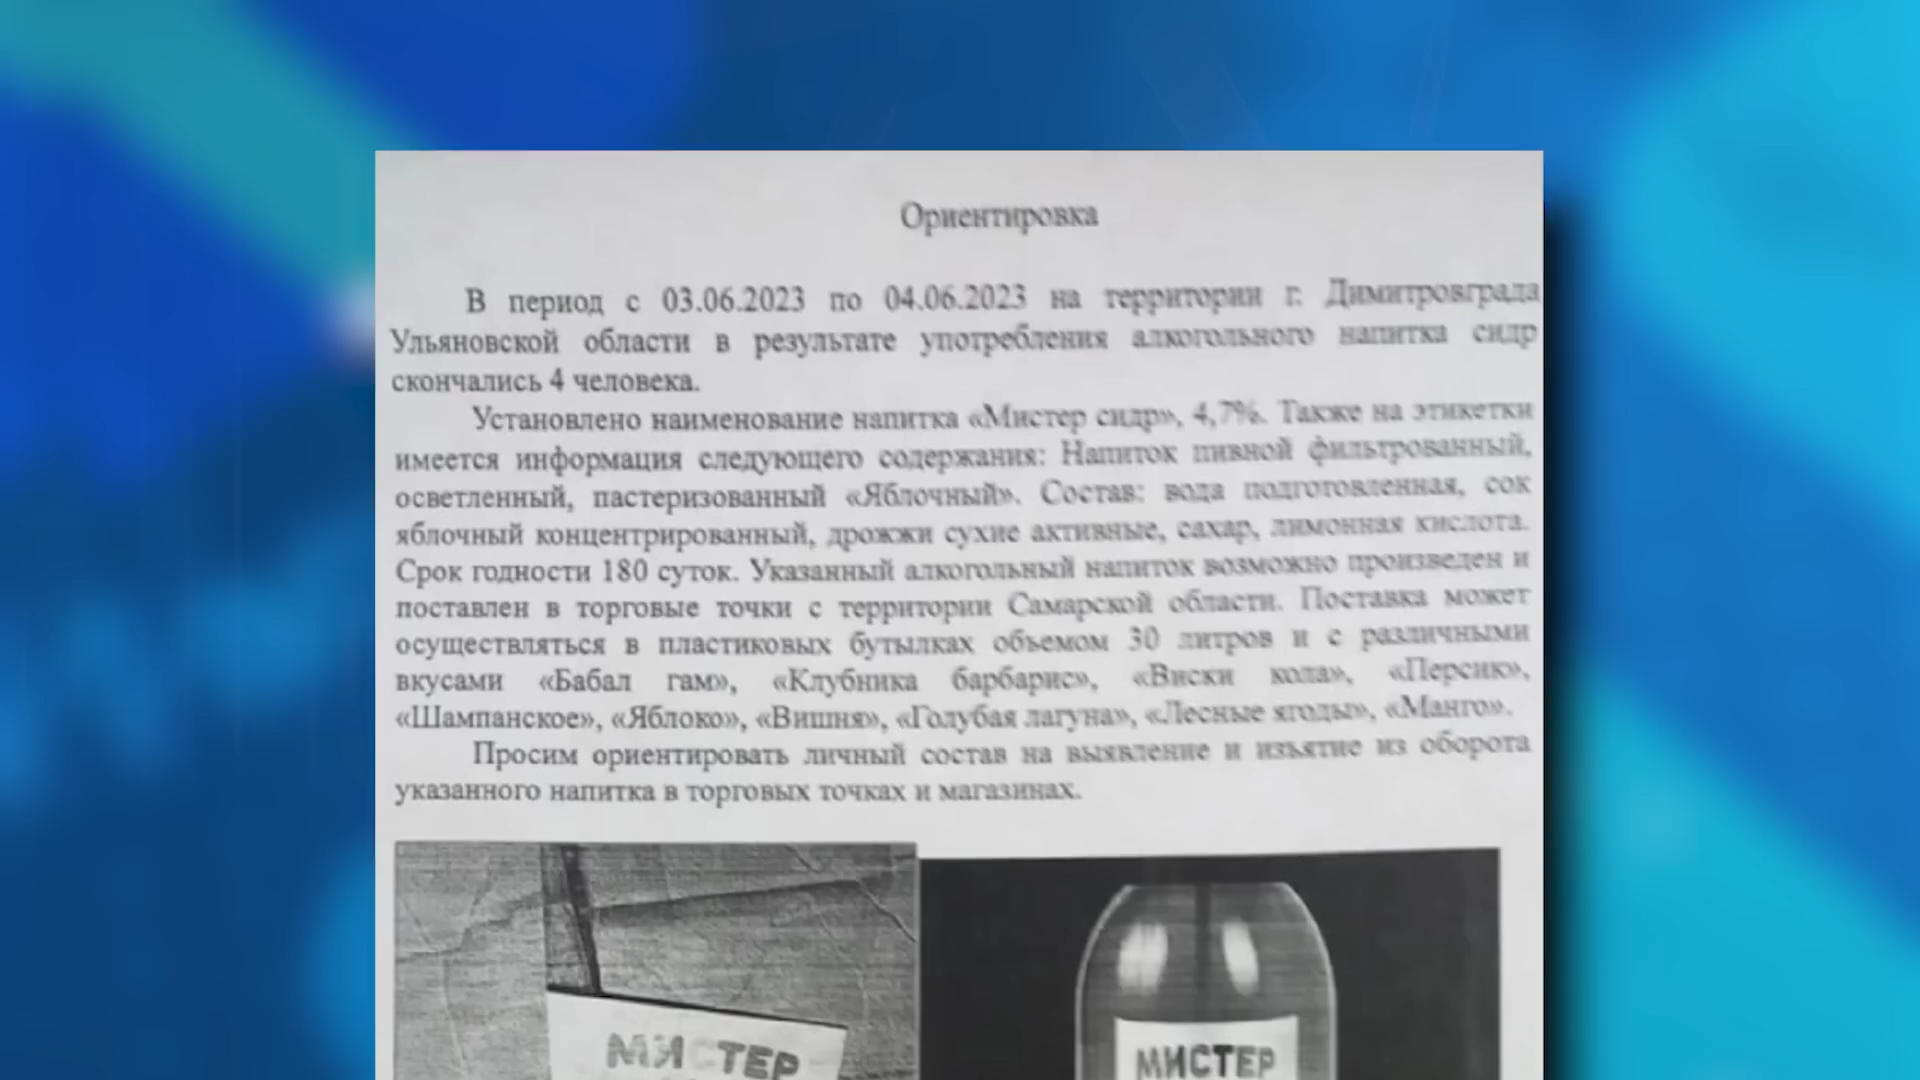 Ориентировка
В период с 03.06.2023 по 04.06.2023 на территории г. Димитровграда
Ульяновской области в результате употребления алкогольного напитка сидр
скончались 4 человека.
Установлено наименование напитка «Мистер сидр», 4,7%. Также на этикетки
имеется информация следующего содержания: Напиток пивной фильтрованный,
осветленный, пастеризованный «Яблочный». Состав: вода подготовленная, сок
яблочный концентрированный, дрожжи сухие активные, сахар, лимонная кислота.
Срок годности 180 суток. Указанный алкогольный напиток возможно произведен и
поставлен в торговые точки с территории Самарской области. Поставка может
осуществляться в пластиковых бутылках объемом 30 литров и с различными
вкусами «Бабал гам», «Клубника барбарис», «Виски кола», «Персик»,
«Шампанское», «Яблоко», «Вишня», «Голубая лагуна», «Лесные ягоды», «Манго».
Просим ориентировать личный состав на выявление и изъятие из оборота
указанного напитка в торговых точках и магазинах.
МИСТЕР
МИСТЕР